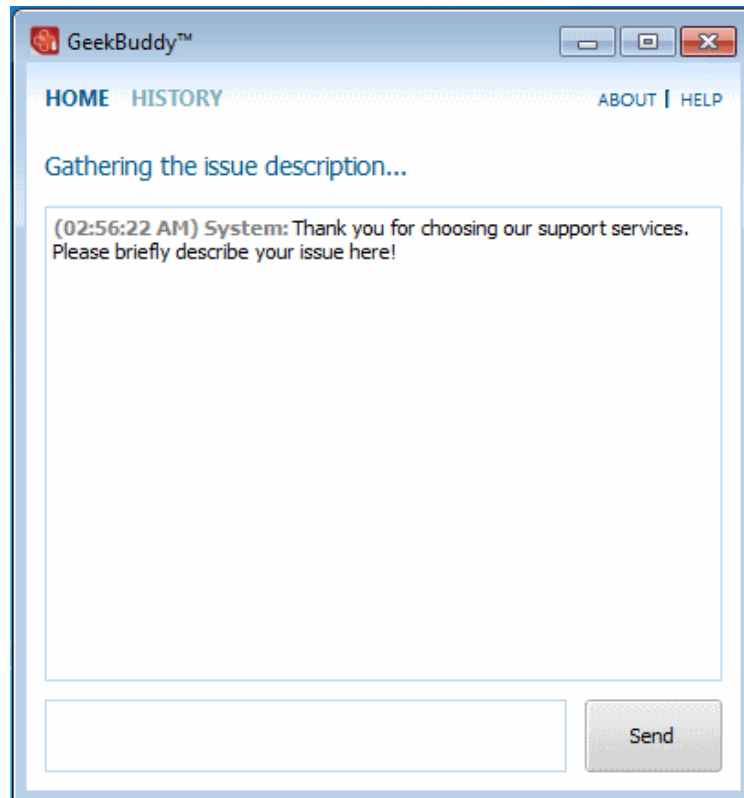 GeekBuddy™
HOME HISTORY ABOUT | HELP
Gathering the issue description...
(02:56:22 AM) System: Thank you for choosing our support services.
Please briefly describe your issue here!
Send